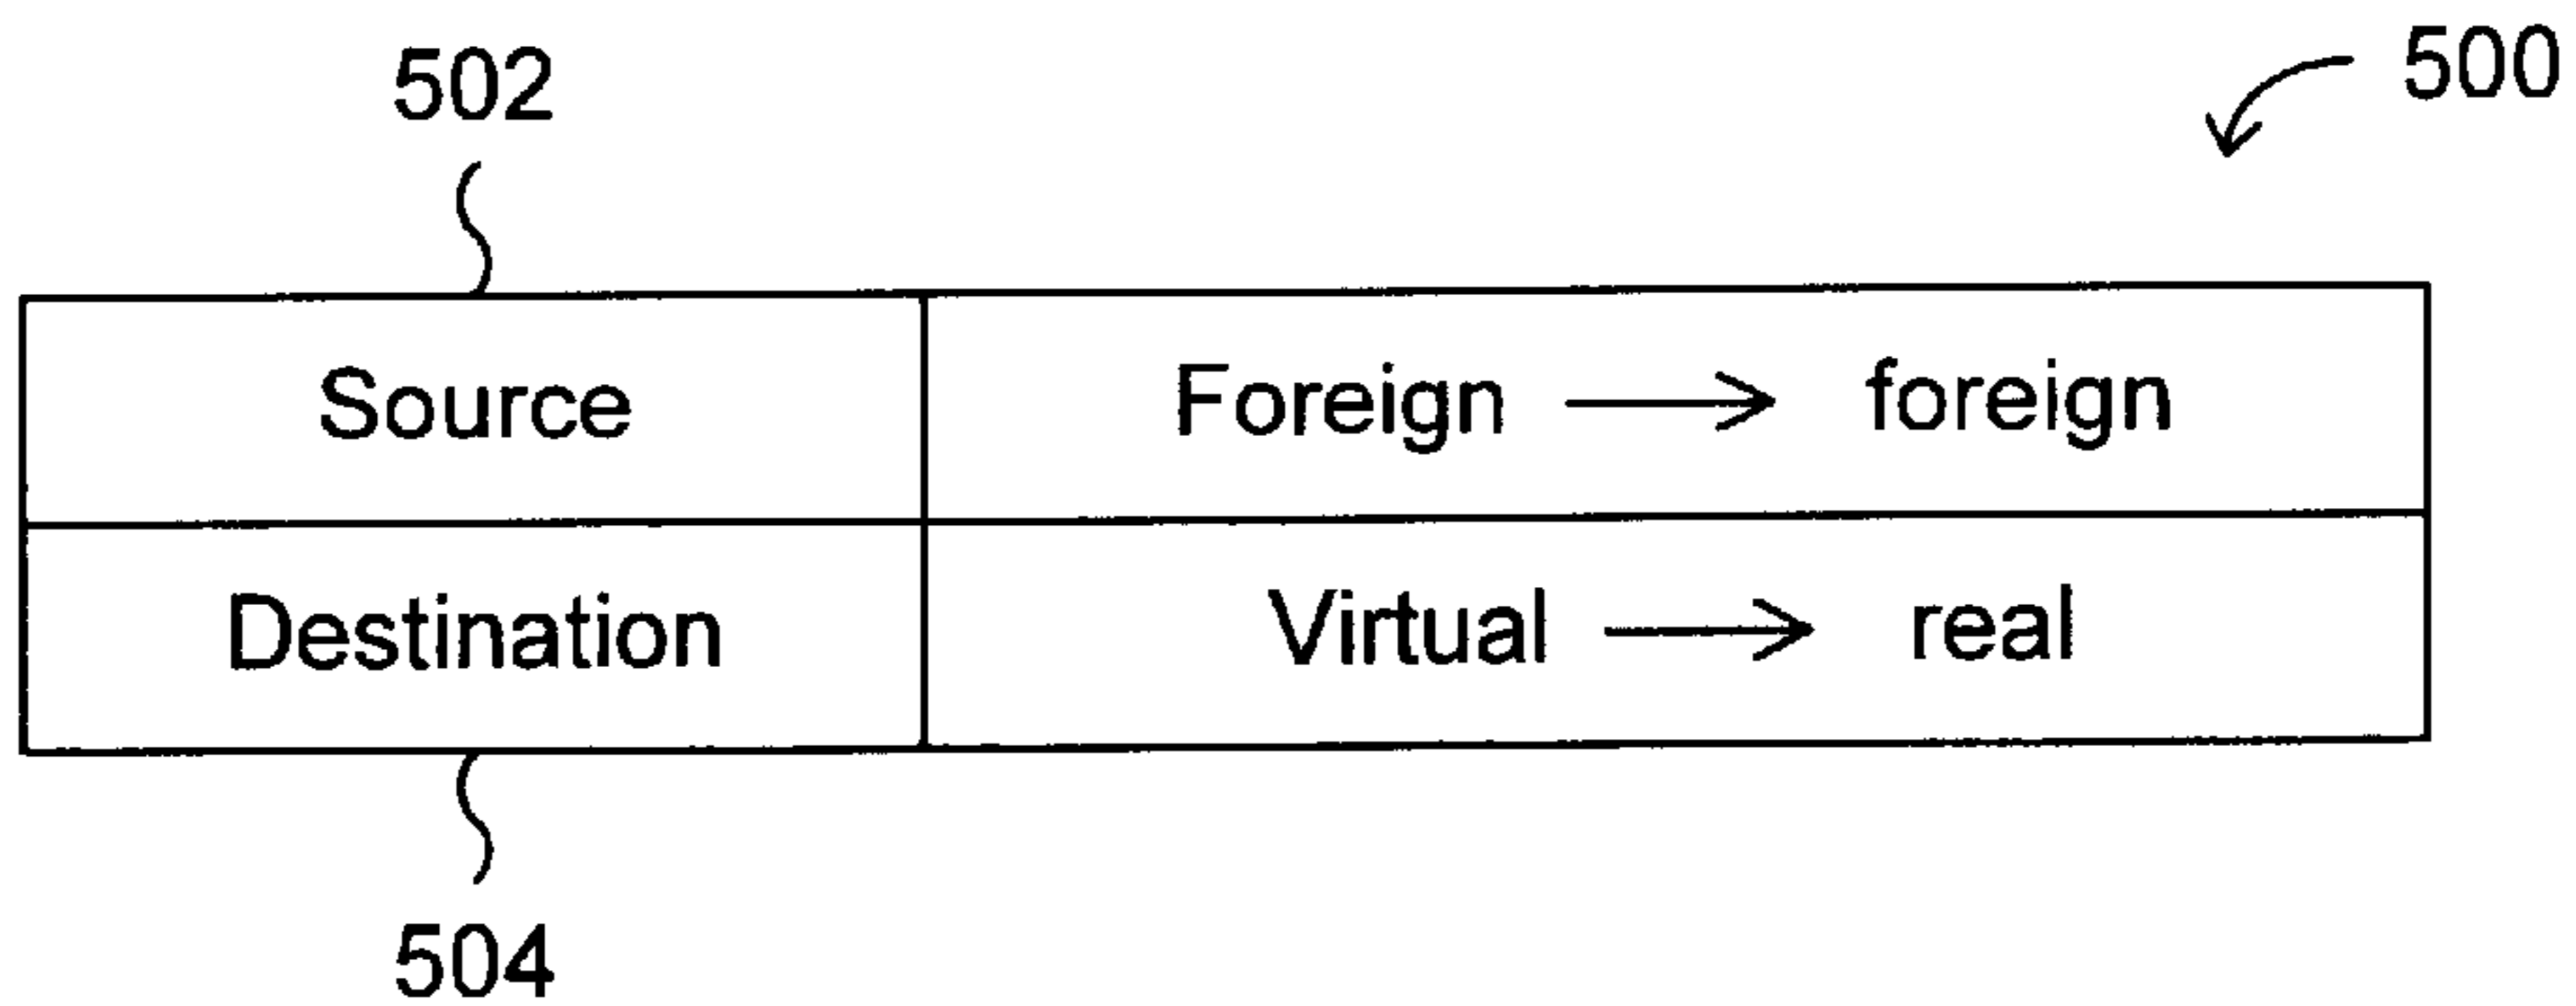 500
502
Source Foreign → foreign
Destination Virtual → real
504